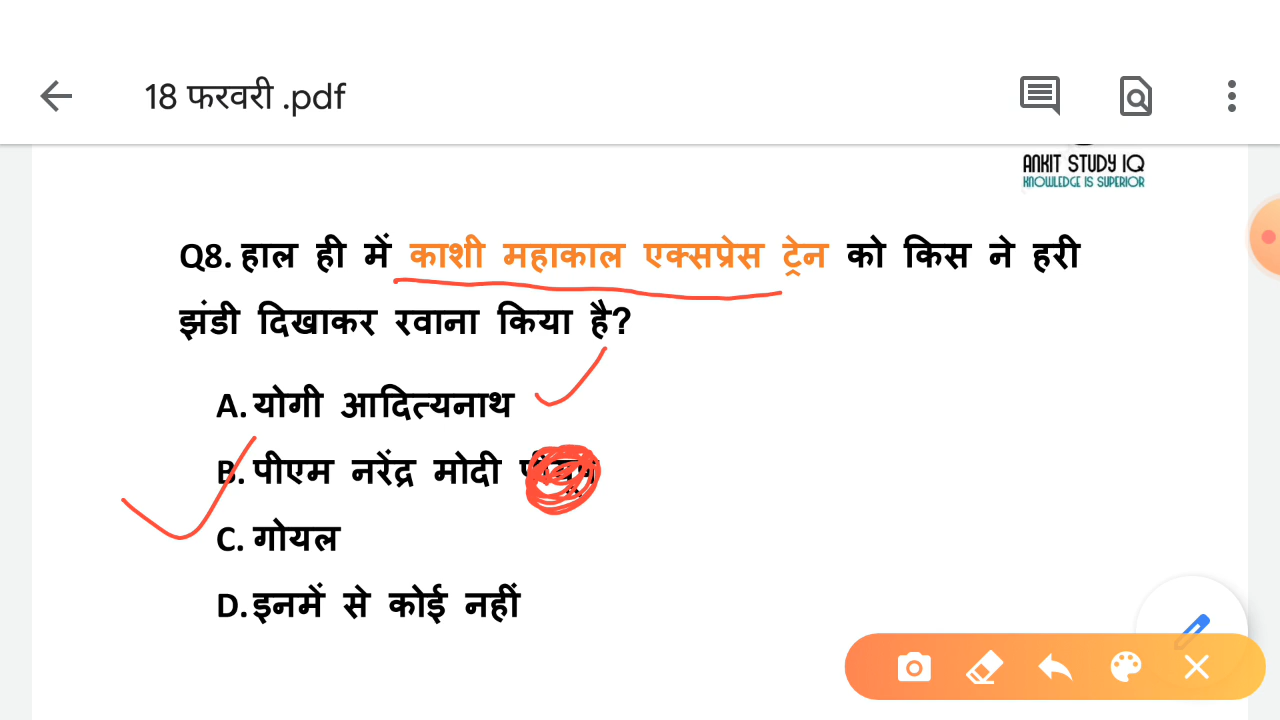 18 फरवरी .pdf
ANKIT STUDY IQ
KNOWLEDGE IS SUPERIOR
Q8. हाल ही में काशी महाकाल एक्सप्रेस ट्रेन को किस ने हरी
झंडी दिखाकर रवाना किया है?
A. योगी आदित्यनाथ
B. पीएम नरेंद्र मोदी
C. गोयल
D. इनमें से कोई नहीं